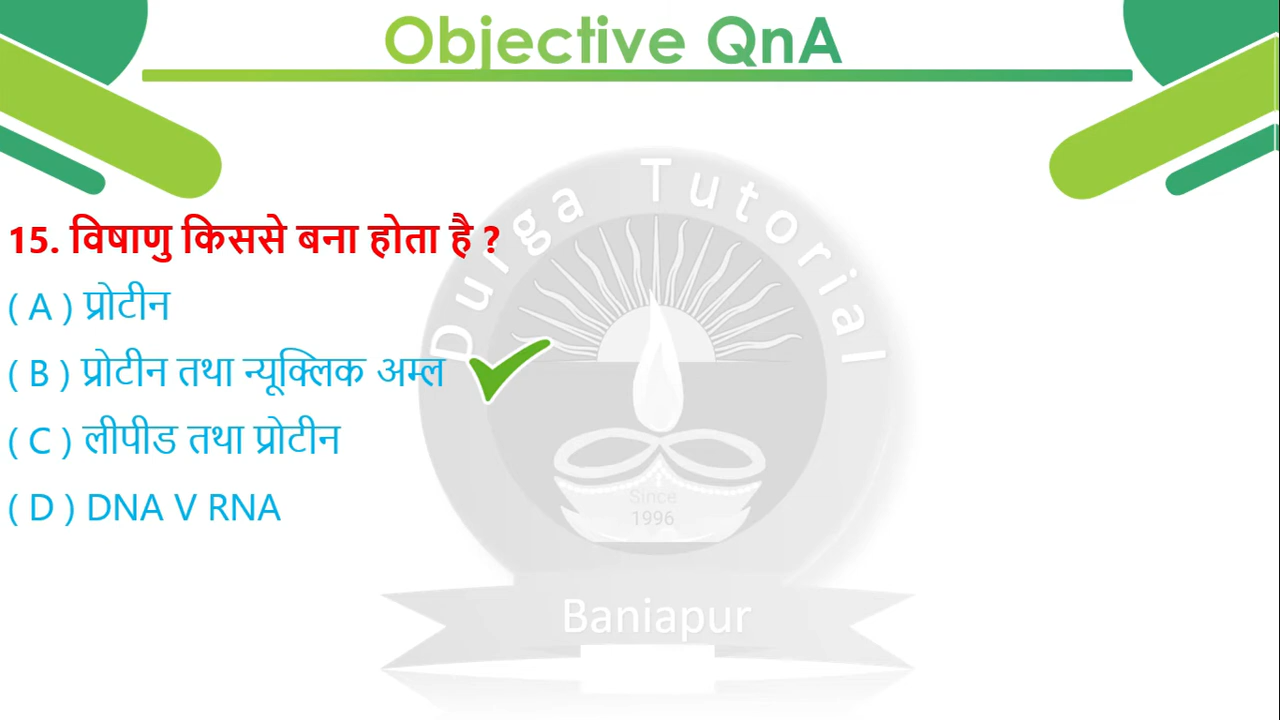 Objective QnA
Durga Tutorial
15. विषाणु किससे बना होता है ?
( A ) प्रोटीन
( B ) प्रोटीन तथा न्यूक्लिक अम्ल
( C ) लीपीड तथा प्रोटीन
( D ) DNA V RNA
Since
1996
Baniapur